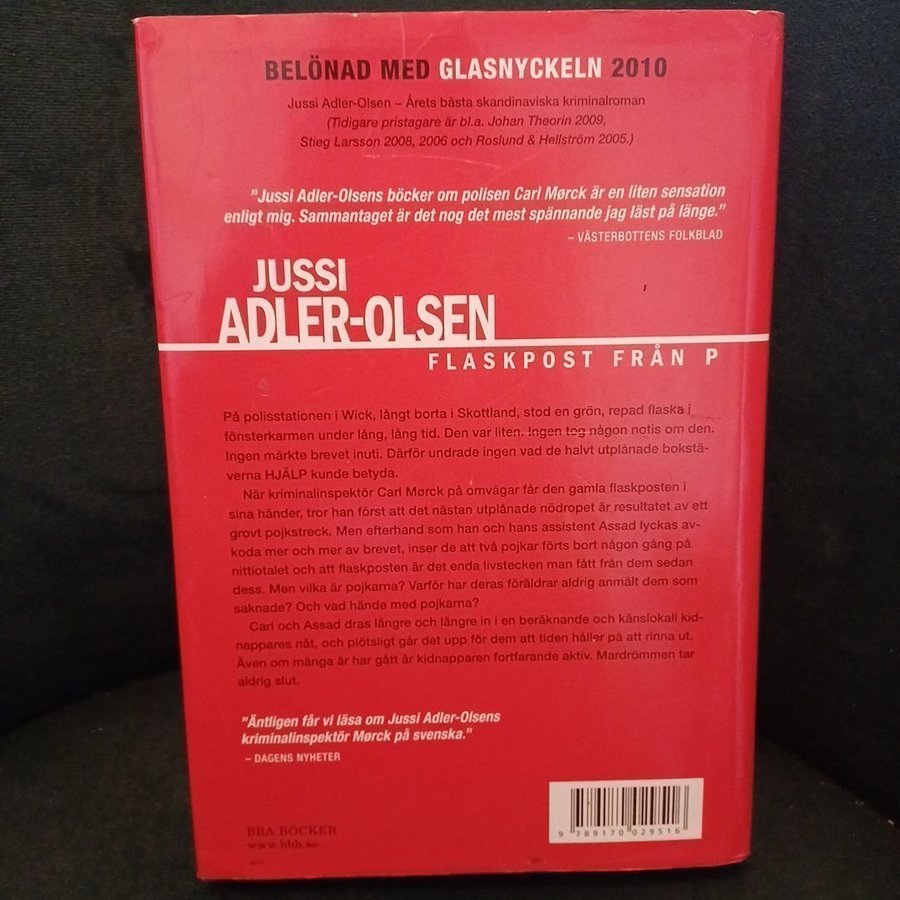 BELÖNAD MED GLASNYCKELN 2010
Jussi Adler-Olsen – Årets bästa skandinaviska kriminalroman
(Tidigare pristagare är bl.a. Johan Theorin 2009,
Stieg Larsson 2008, 2006 och Roslund & Hellström 2005.)
"Jussi Adler-Olsens böcker om polisen Carl Mørck är en liten sensation
enligt mig. Sammantaget är det nog det mest spännande jag läst på länge."
– VÄSTERBOTTENS FOLKBLAD
JUSSI
ADLER-OLSEN
FLASKPOST FRÅN P
På polisstationen i Wick, långt borta i Skottland, stod en grön, repad flaska i
fönsterkarmen under lång, lång tid. Den var liten. Ingen tog någon notis om den.
Ingen märkte brevet inuti. Därför undrade ingen vad de halvt utplånade bokstä-
verna HJÄLP kunde betyda.
När kriminalinspektör Carl Mørck på omvägar får den gamla flaskposten i
sina händer, tror han först att det nästan utplånade nödropet är resultatet av ett
grovt pojkstreck. Men efterhand som han och hans assistent Assad lyckas av-
koda mer och mer av brevet, inser de att två pojkar förts bort någon gång på
nittiotalet och att flaskposten är det enda livstecken man fått från dem sedan
dess. Men vilka är pojkarna? Varför har deras föräldrar aldrig anmält dem som
saknade? Och vad hände med pojkarna?
Carl och Assad dras längre och längre in i en beräknande och känslokall kid-
nappares nät, och plötsligt går det upp för dem att tiden håller på att rinna ut.
Även om många år har gått är kidnapparen fortfarande aktiv. Mardrömmen tar
aldrig slut.
"Äntligen får vi läsa om Jussi Adler-Olsens
kriminalinspektör Mørck på svenska."
– DAGENS NYHETER
BRA BÖCKER
www.bbb.se
9 789170 029516